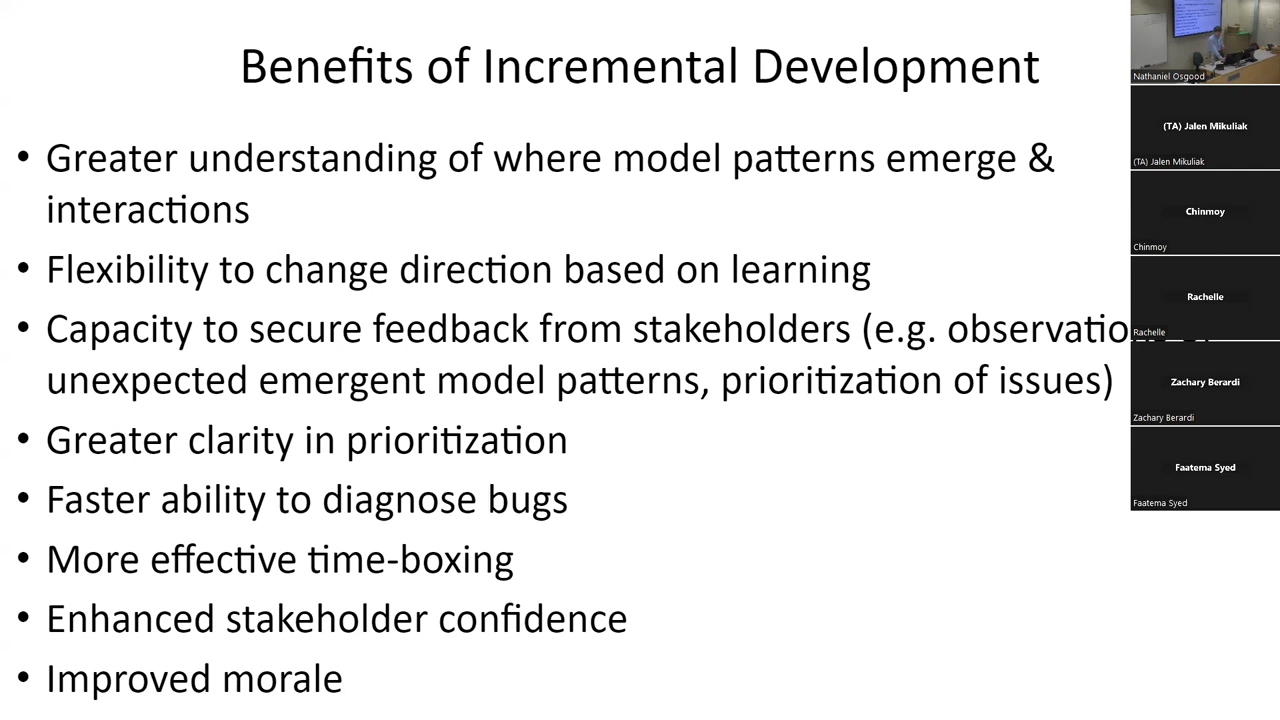 Benefits of Incremental Development
• Greater understanding of where model patterns emerge &
interactions
• Flexibility to change direction based on learning
• Capacity to secure feedback from stakeholders (e.g. observation
unexpected emergent model patterns, prioritization of issues)
• Greater clarity in prioritization
• Faster ability to diagnose bugs
• More effective time-boxing
• Enhanced stakeholder confidence
• Improved morale
Nathaniel Osgood
(TA) Jalen Mikuliak
(TA) Jalen Mikuliak
Chinmoy
Chinmoy
Rachelle
Rachelle
Zachary Berardi
Zachary Berardi
Faatema Syed
Faatema Syed